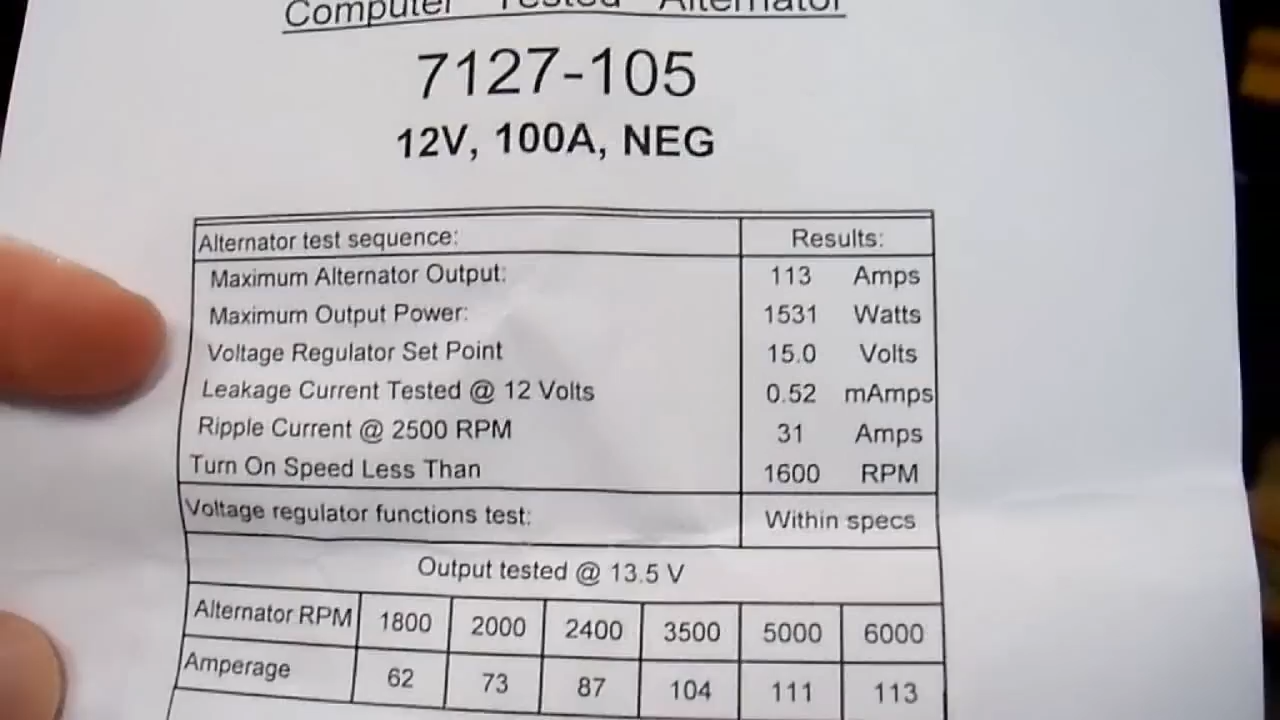 Computer Tested Alternator
7127-105
12V, 100A, NEG
Alternator test sequence: Results:
Maximum Alternator Output: 113 Amps
Maximum Output Power: 1531 Watts
Voltage Regulator Set Point 15.0 Volts
Leakage Current Tested @ 12 Volts 0.52 mAmps
Ripple Current @ 2500 RPM 31 Amps
Turn On Speed Less Than 1600 RPM
Voltage regulator functions test: Within specs
Output tested @ 13.5 V
Alternator RPM 1800 2000 2400 3500 5000 6000
Amperage 62 73 87 104 111 113